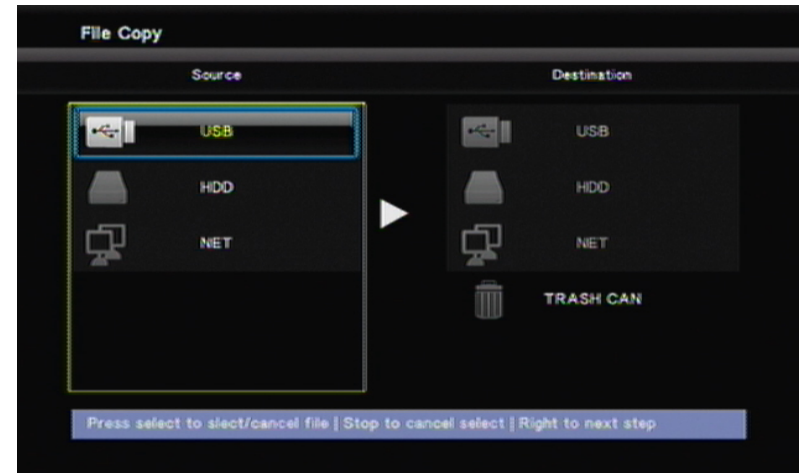 File Copy
Source Destination
USB USB
HDD HDD
NET NET
TRASH CAN
Press select to slect/cancel file | Stop to cancel select | Right to next step